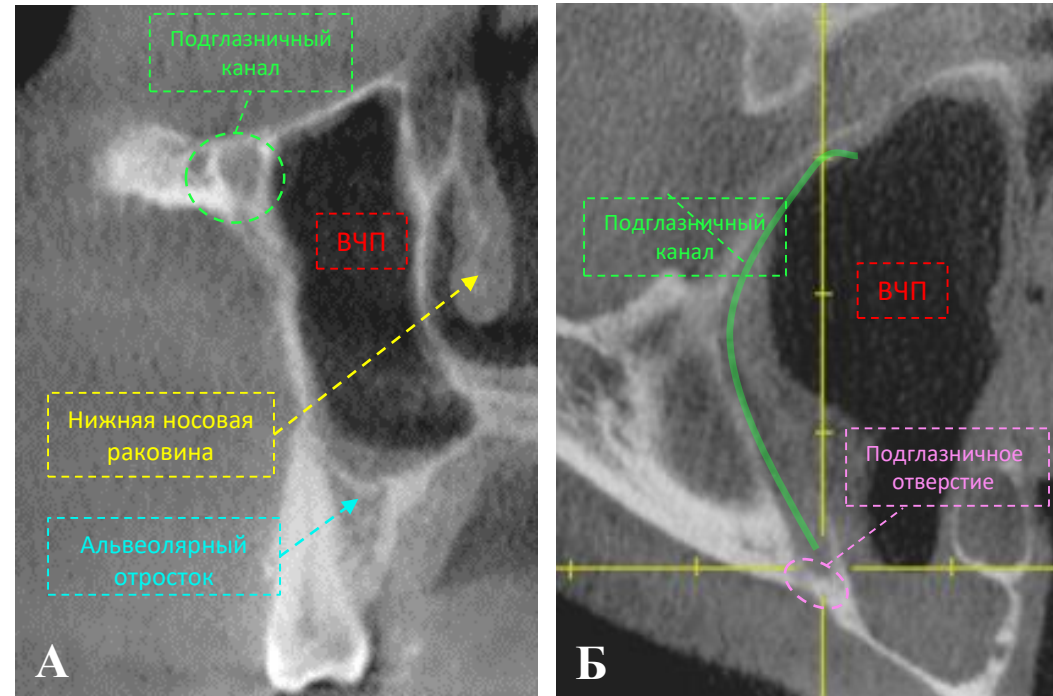 Подглазничный
канал
ВЧП
Нижняя носовая
раковина
Альвеолярный
отросток
А
Подглазничный
канал
ВЧП
Подглазничное
отверстие
Б